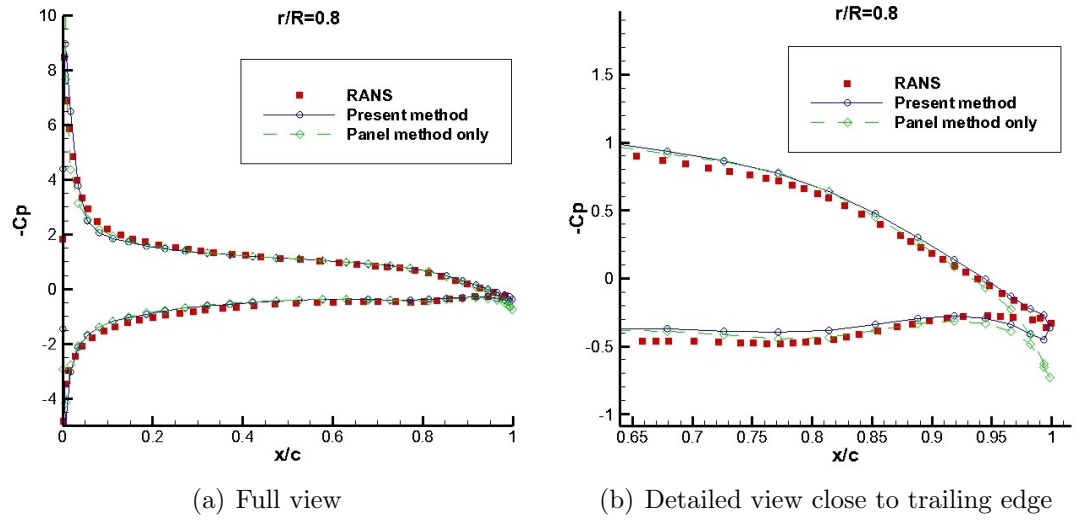 r/R=0.8
10
8
6
4
2
0
-2
-4
-Cp
RANS
Present method
Panel method only
0 0.2 0.4 0.6 0.8 1
x/c
(a) Full view
r/R=0.8
1.5
1
0.5
0
-0.5
-1
-Cp
RANS
Present method
Panel method only
0.65 0.7 0.75 0.8 0.85 0.9 0.95 1
x/c
(b) Detailed view close to trailing edge